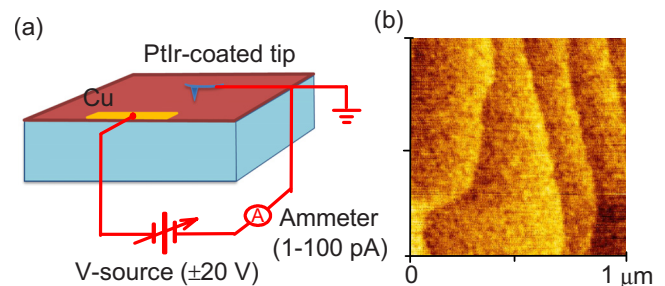 (a)
PtIr-coated tip
Cu
A
Ammeter
(1-100 pA)
V-source (±20 V)
(b)
0
1 µm